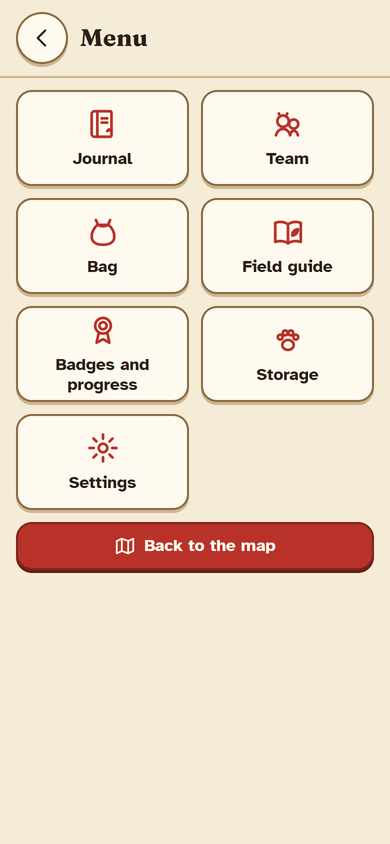 Menu
Journal
Team
Bag
Field guide
Badges and
progress
Storage
Settings
Back to the map